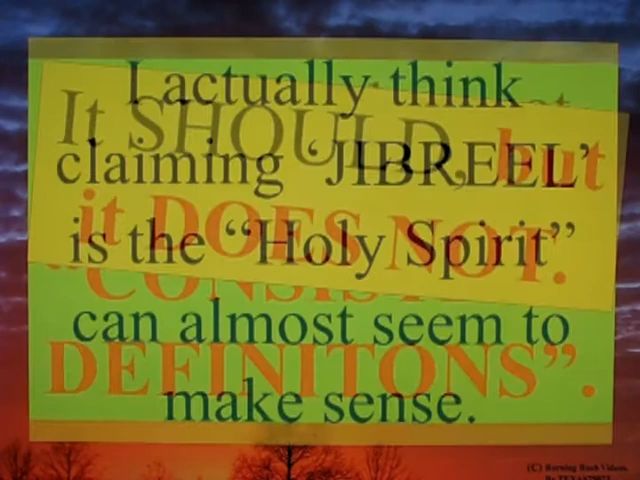 I actually think
claiming ‘JIBREEL’
is the “Holy Spirit”
can almost seem to
make sense.
It SHOULD, but
it DOES NOT.
DEFINITONS”.
(C) Burning Bush Videos.